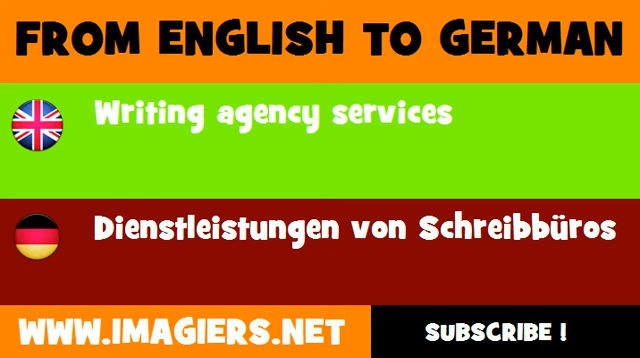 FROM ENGLISH TO GERMAN
Writing agency services
Dienstleistungen von Schreibbüros
WWW.IMAGIERS.NET
SUBSCRIBE !